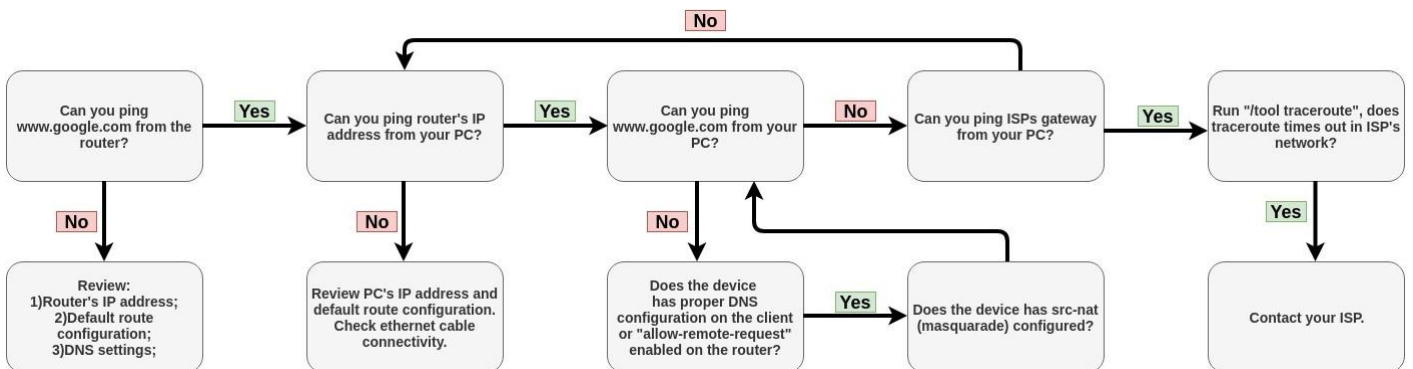 No
Can you ping
www.google.com from the
router?
Yes
Can you ping router's IP
address from your PC?
Yes
Can you ping
www.google.com from your
PC?
No
Can you ping ISPs gateway
from your PC?
Yes
Run "/tool traceroute", does
traceroute times out in ISP's
network?
No
No
No
Yes
Review:
1)Router's IP address;
2)Default route
configuration;
3)DNS settings;
Review PC's IP address and
default route configuration.
Check ethernet cable
connectivity.
Does the device
has proper DNS
configuration on the client
or "allow-remote-request"
enabled on the router?
Yes
Does the device has src-nat
(masquarade) configured?
Contact your ISP.